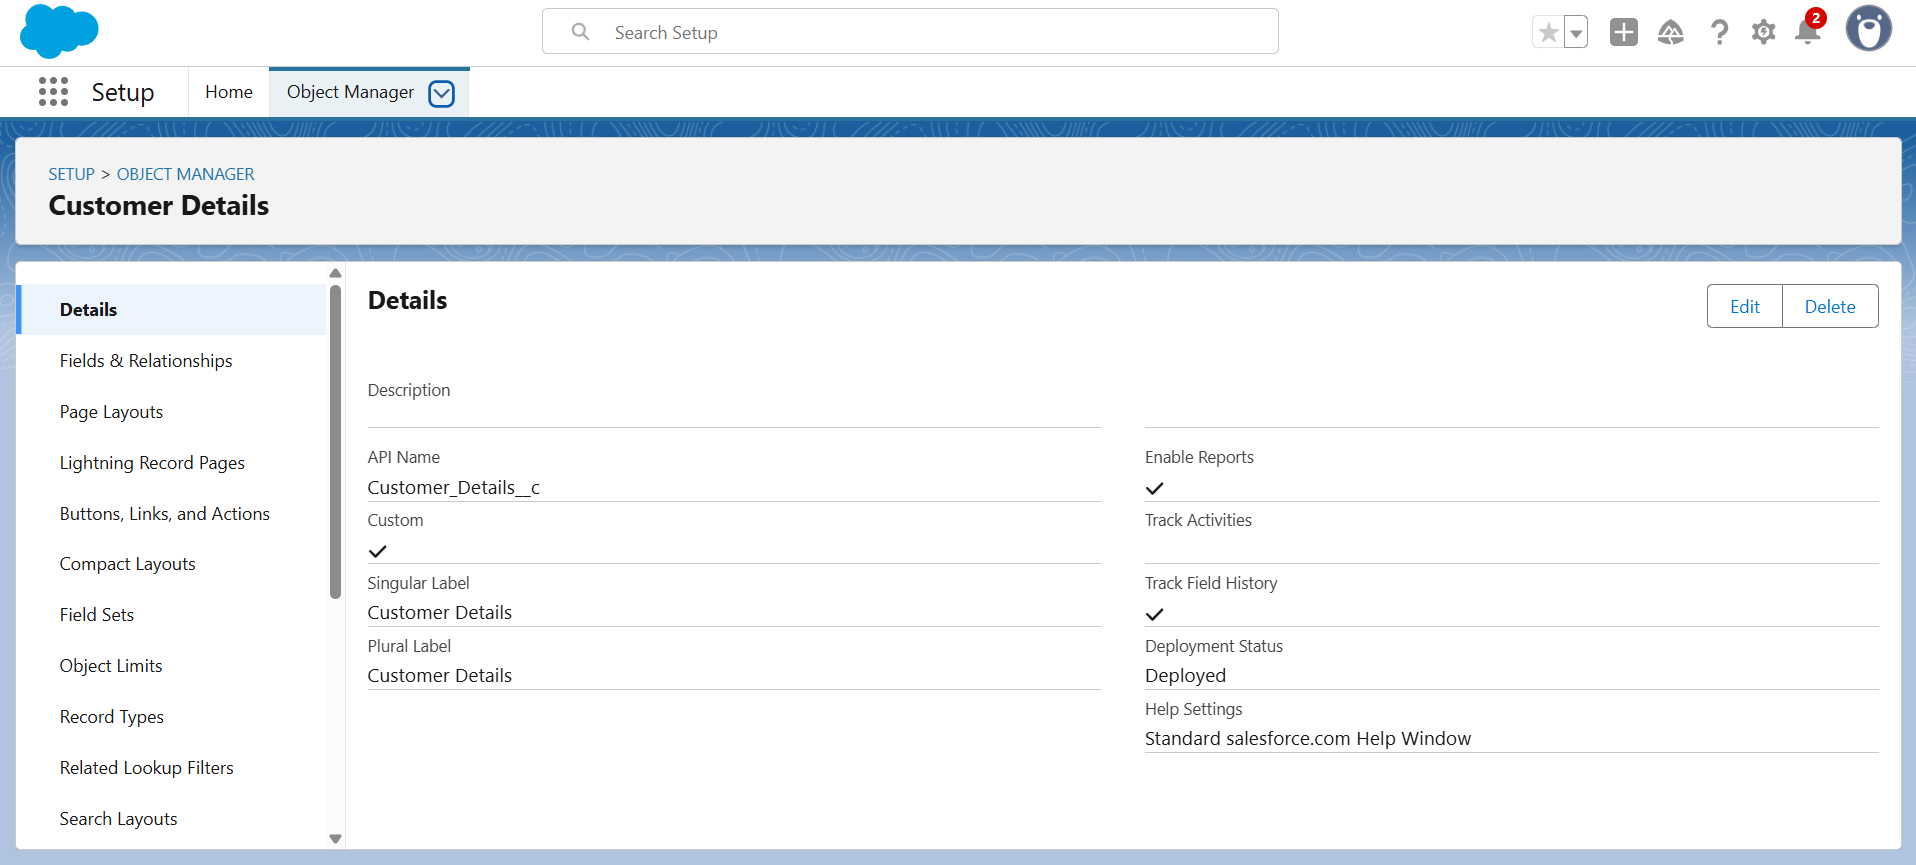 Search Setup
2
Setup
Home
Object Manager
SETUP > OBJECT MANAGER
Customer Details
Details
Fields & Relationships
Page Layouts
Lightning Record Pages
Buttons, Links, and Actions
Compact Layouts
Field Sets
Object Limits
Record Types
Related Lookup Filters
Search Layouts
Details
Edit
Delete
Description
API Name
Customer_Details__c
Custom
Singular Label
Customer Details
Plural Label
Customer Details
Enable Reports
Track Activities
Track Field History
Deployment Status
Deployed
Help Settings
Standard salesforce.com Help Window